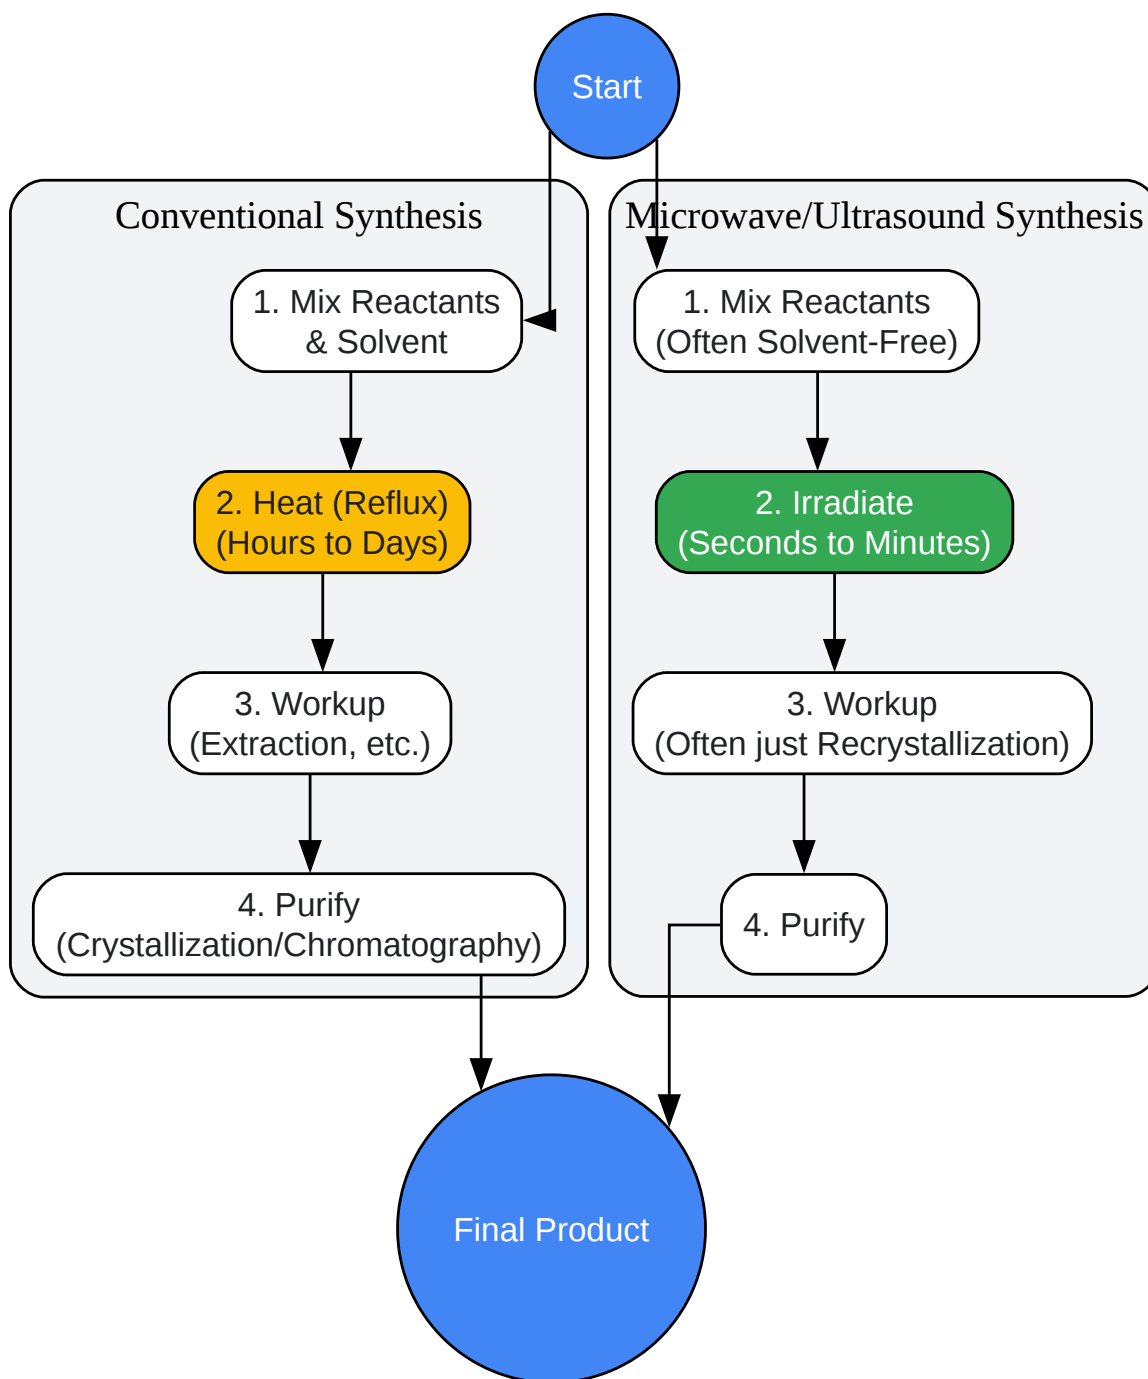 Start
Conventional Synthesis
1. Mix Reactants
& Solvent
2. Heat (Reflux)
(Hours to Days)
3. Workup
(Extraction, etc.)
4. Purify
(Crystallization/Chromatography)
Microwave/Ultrasound Synthesis
1. Mix Reactants
(Often Solvent-Free)
2. Irradiate
(Seconds to Minutes)
3. Workup
(Often just Recrystallization)
4. Purify
Final Product